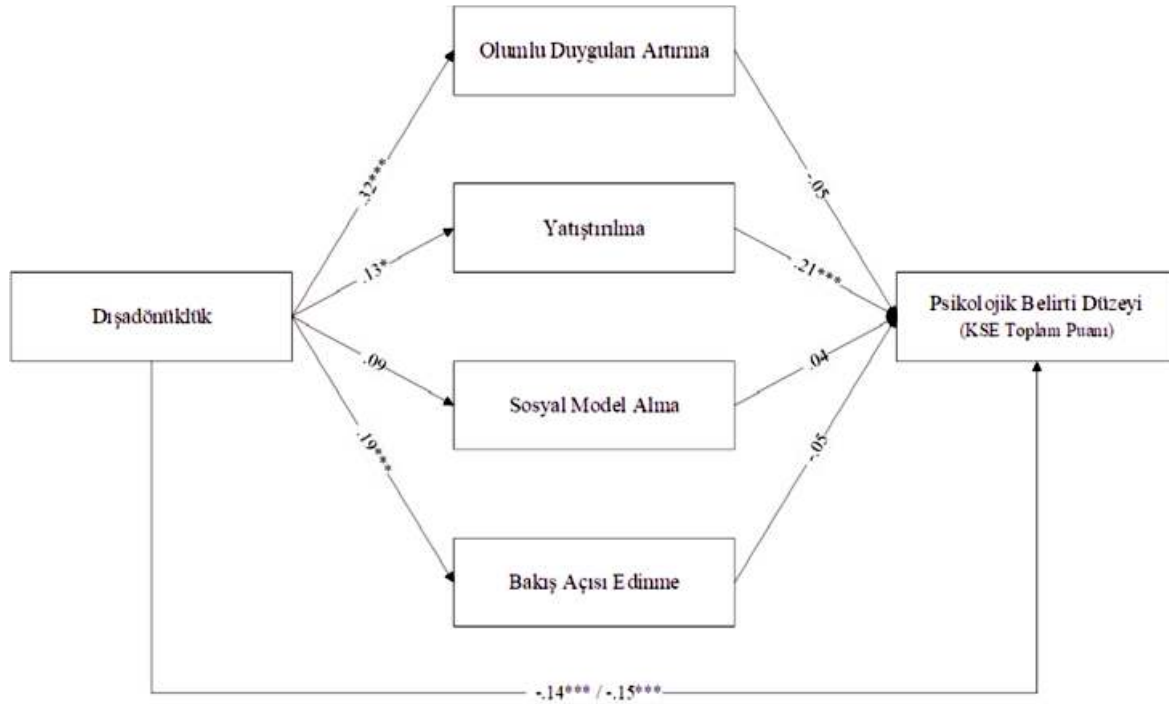 Olumlu Duyguları Artırma
.32***
-.05
Yatıştırılma
.13*
.21***
Dışadönüklük
Psikolojik Belirti Düzeyi
(KSE Toplam Puanı)
.09
.04
Sosyal Model Alma
.19***
-.05
Bakış Açısı Edinme
-.14*** / -.15***